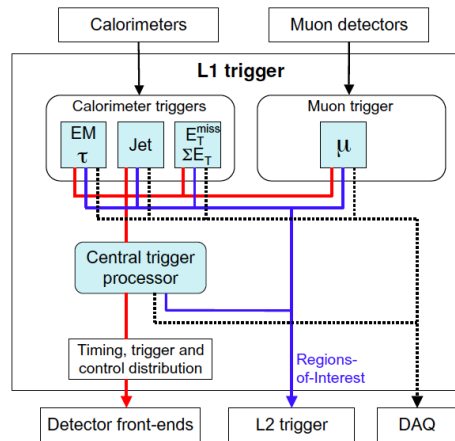 Calorimeters
Muon detectors
L1 trigger
Calorimeter triggers
Muon trigger
EM
τ
Jet
E_T^miss
ΣE_T
μ
Central trigger
processor
Timing, trigger and
control distribution
Regions-
of-Interest
Detector front-ends
L2 trigger
DAQ